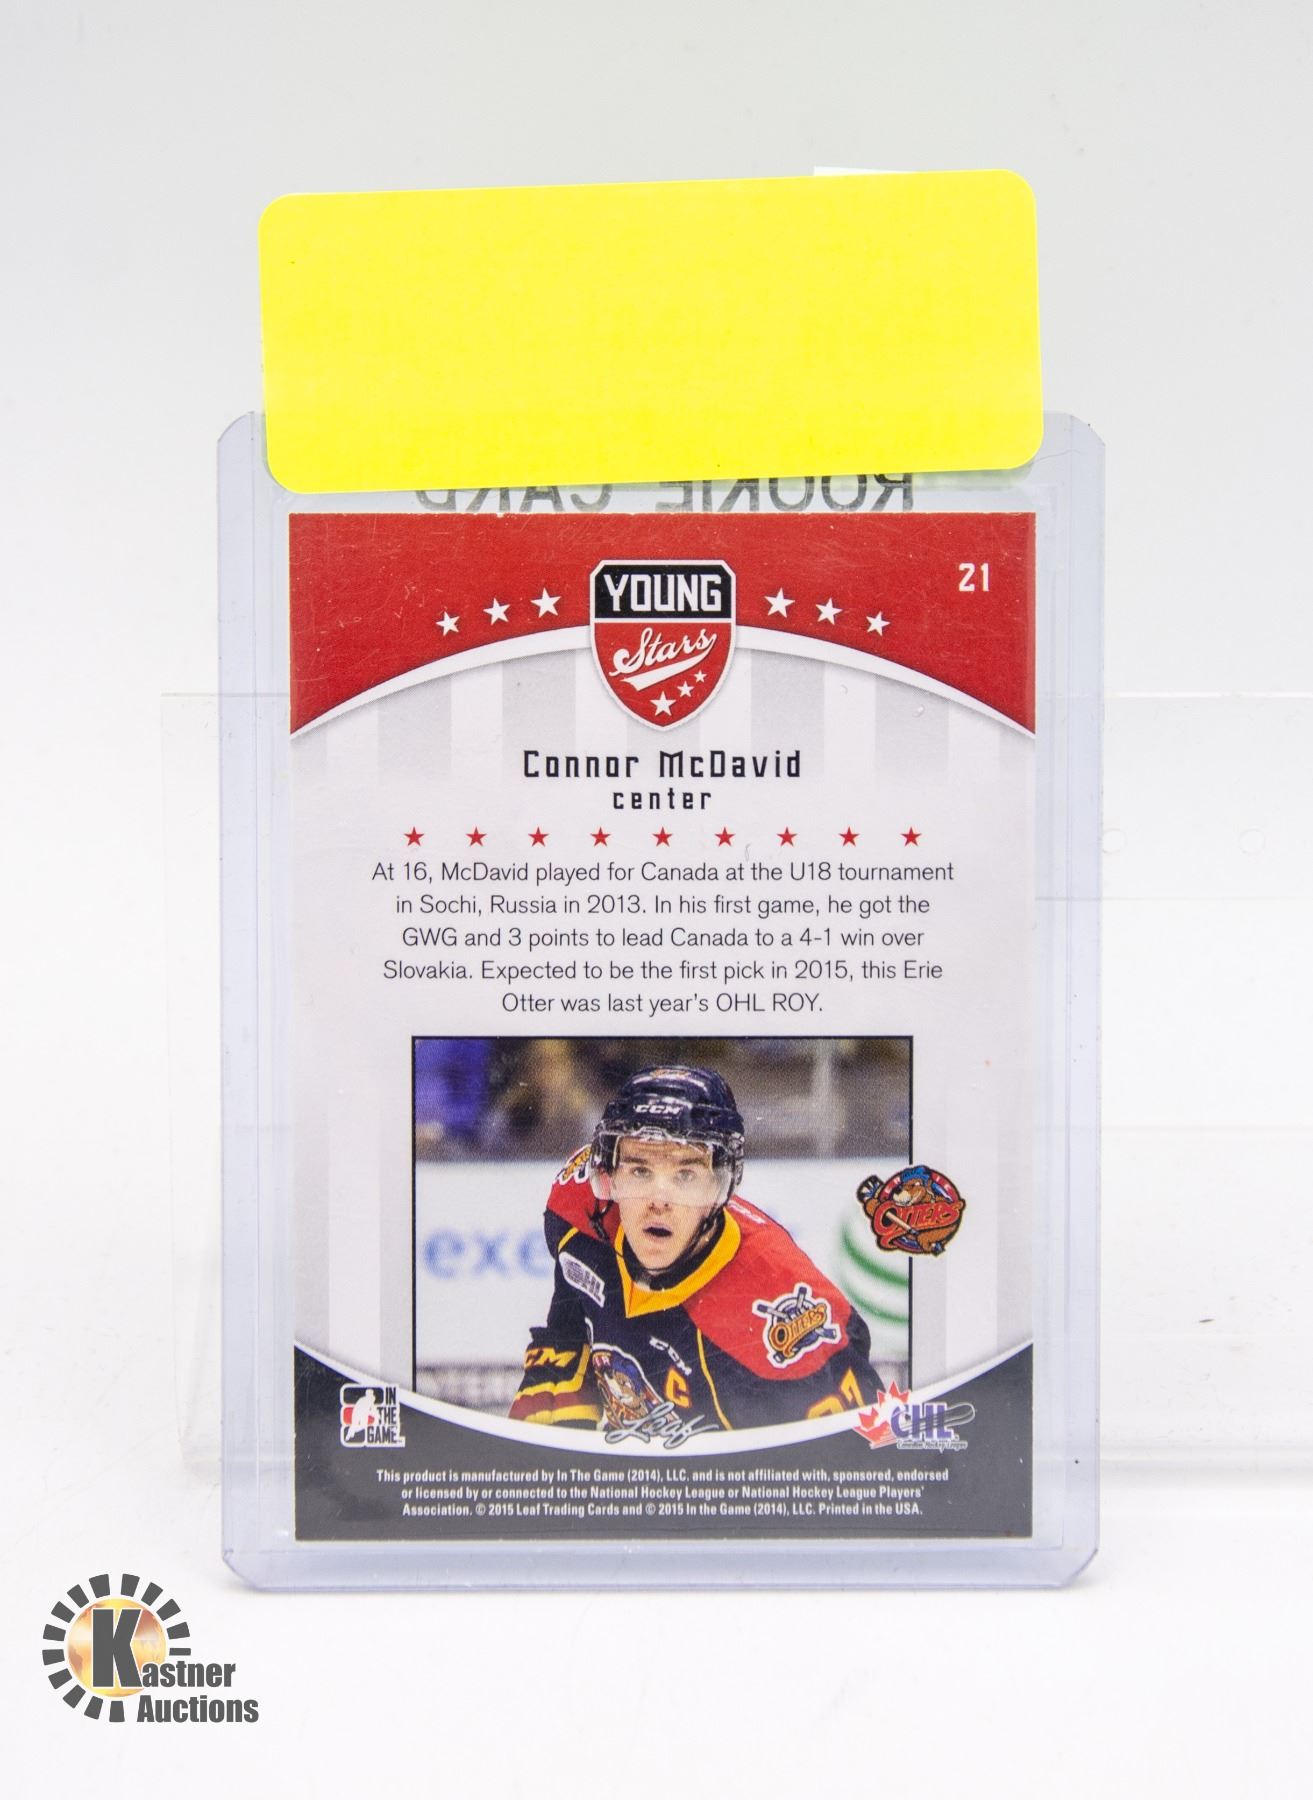 ROOKIE CARD
21
YOUNG
Stars
Connor McDavid
center
At 16, McDavid played for Canada at the U18 tournament
in Sochi, Russia in 2013. In his first game, he got the
GWG and 3 points to lead Canada to a 4-1 win over
Slovakia. Expected to be the first pick in 2015, this Erie
Otter was last year's OHL ROY.
CCM
exe
OTTERS
OTTERS
CCM
CCM
C
IN
THE
GAME
Leaf
CHL
Canadian Hockey League
This product is manufactured by In The Game (2014), LLC. and is not affiliated with, sponsored, endorsed
or licensed by or connected to the National Hockey League or National Hockey League Players'
Association. © 2015 Leaf Trading Cards and © 2015 In the Game (2014), LLC. Printed in the USA.
Kastner
Auctions